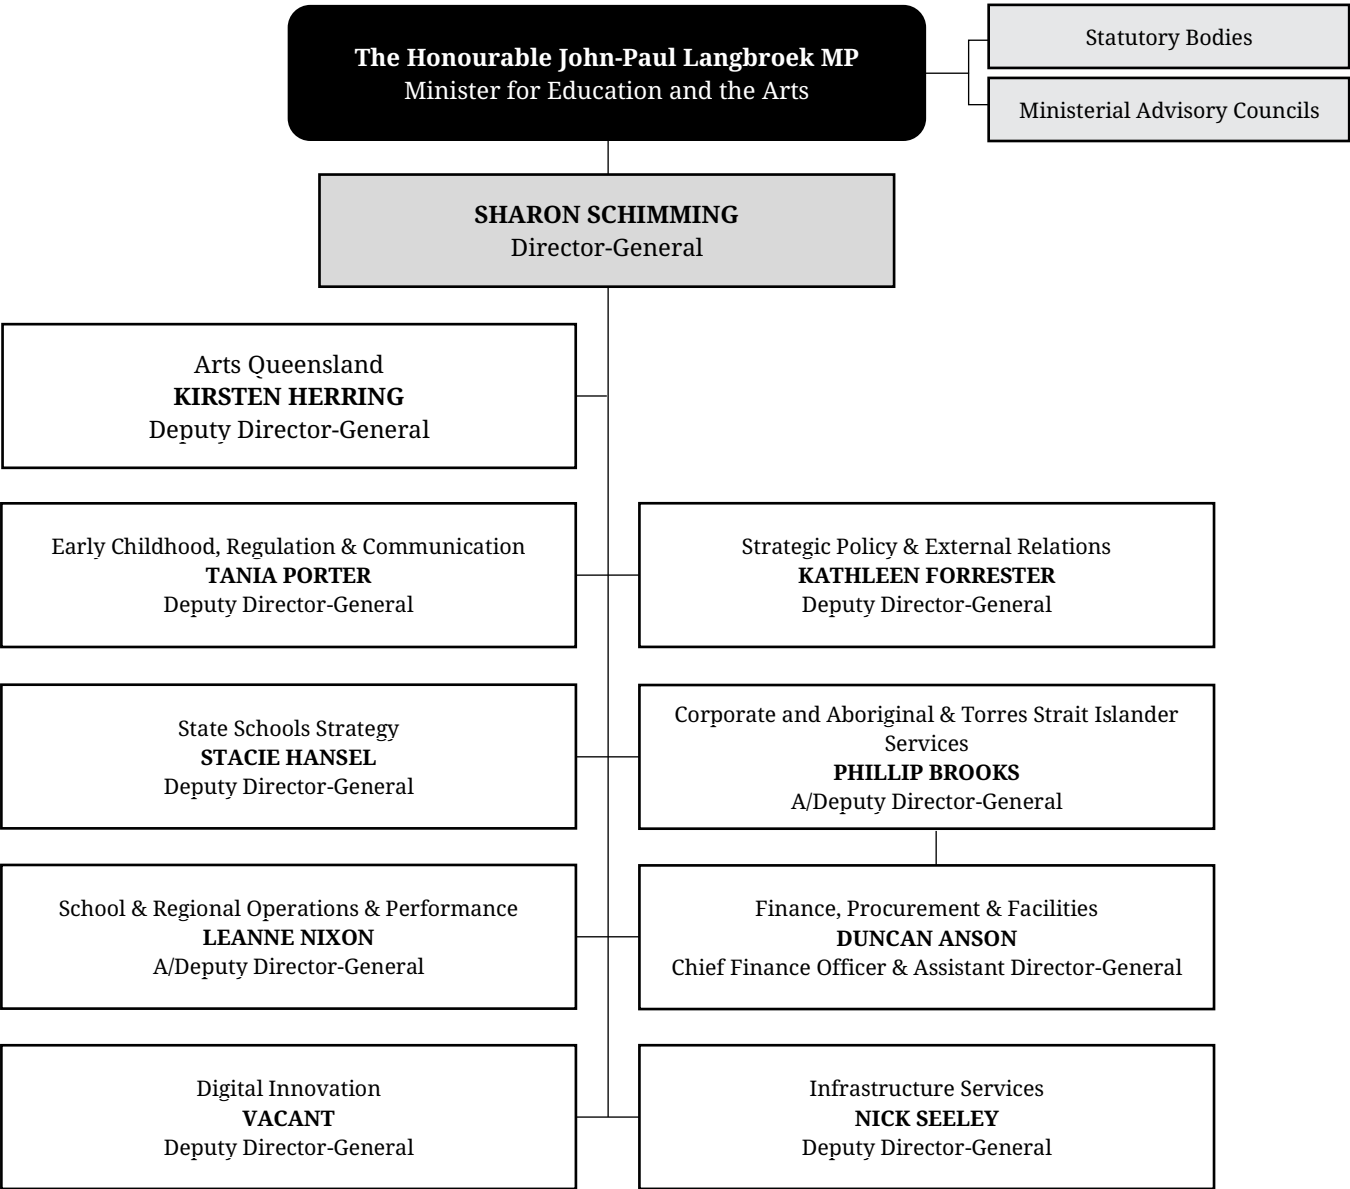 The Honourable John-Paul Langbroek MP
Minister for Education and the Arts
Statutory Bodies
Ministerial Advisory Councils
SHARON SCHIMMING
Director-General
Arts Queensland
KIRSTEN HERRING
Deputy Director-General
Early Childhood, Regulation & Communication
TANIA PORTER
Deputy Director-General
Strategic Policy & External Relations
KATHLEEN FORRESTER
Deputy Director-General
State Schools Strategy
STACIE HANSEL
Deputy Director-General
Corporate and Aboriginal & Torres Strait Islander
Services
PHILLIP BROOKS
A/Deputy Director-General
School & Regional Operations & Performance
LEANNE NIXON
A/Deputy Director-General
Finance, Procurement & Facilities
DUNCAN ANSON
Chief Finance Officer & Assistant Director-General
Digital Innovation
VACANT
Deputy Director-General
Infrastructure Services
NICK SEELEY
Deputy Director-General